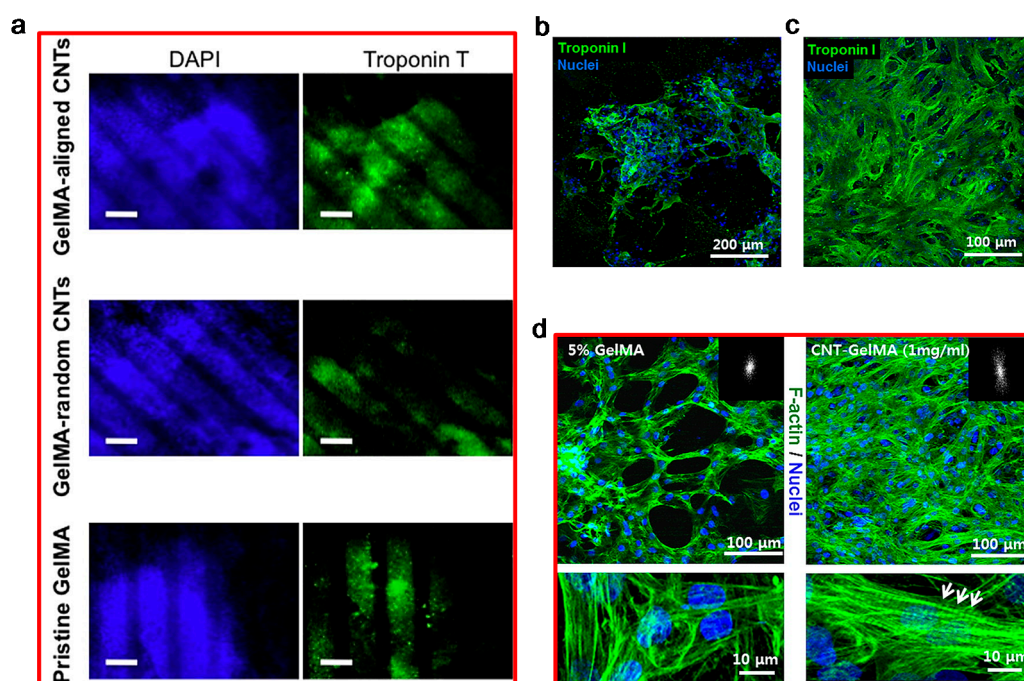 a
DAPI
Troponin T
GelMA-aligned CNTs
GelMA-random CNTs
Pristine GelMA
b
Troponin I
Nuclei
200 µm
c
Troponin I
Nuclei
100 µm
d
5% GelMA
100 µm
F-actin / Nuclei
CNT-GelMA (1mg/ml)
100 µm
10 µm
10 µm